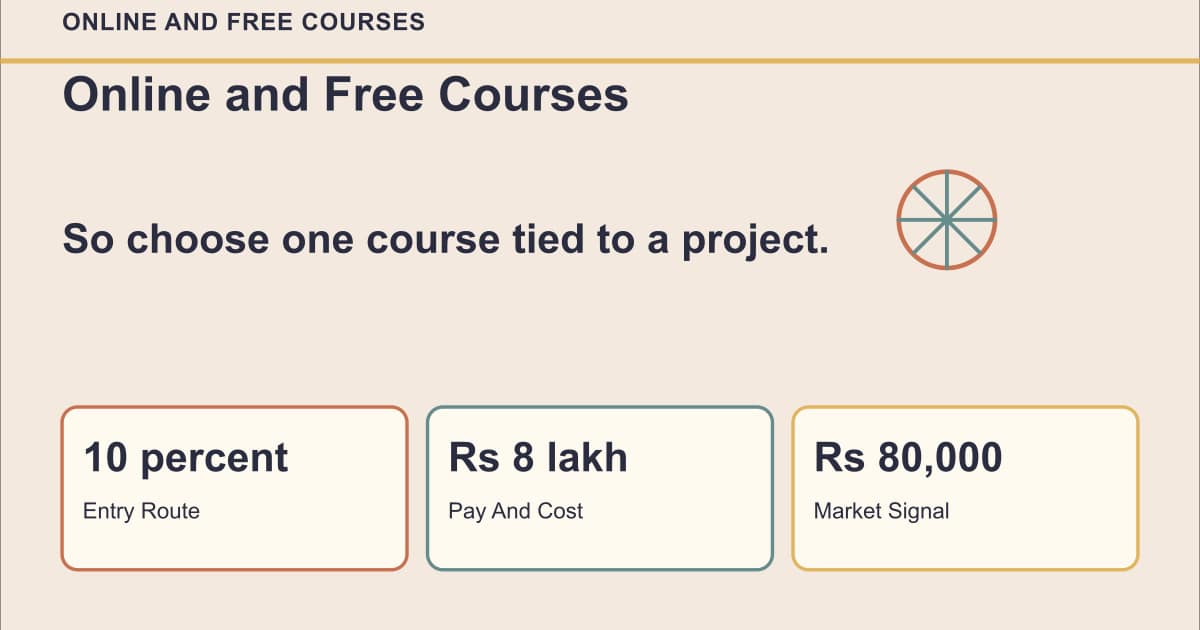 ONLINE AND FREE COURSES
Online and Free Courses
So choose one course tied to a project.
10 percent
Entry Route
Rs 8 lakh
Pay And Cost
Rs 80,000
Market Signal